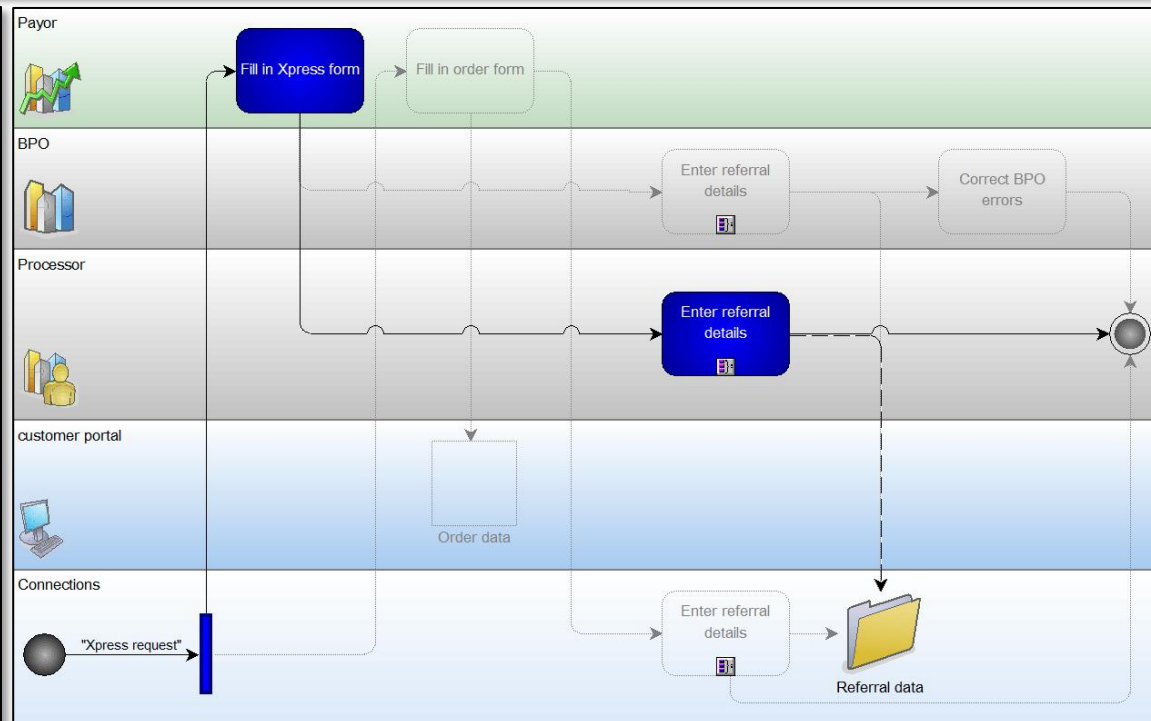 Payor
Fill in Xpress form
Fill in order form
BPO
Enter referral
details
Correct BPO
errors
Processor
Enter referral
details
customer portal
Order data
Connections
"Xpress request"
Enter referral
details
Referral data